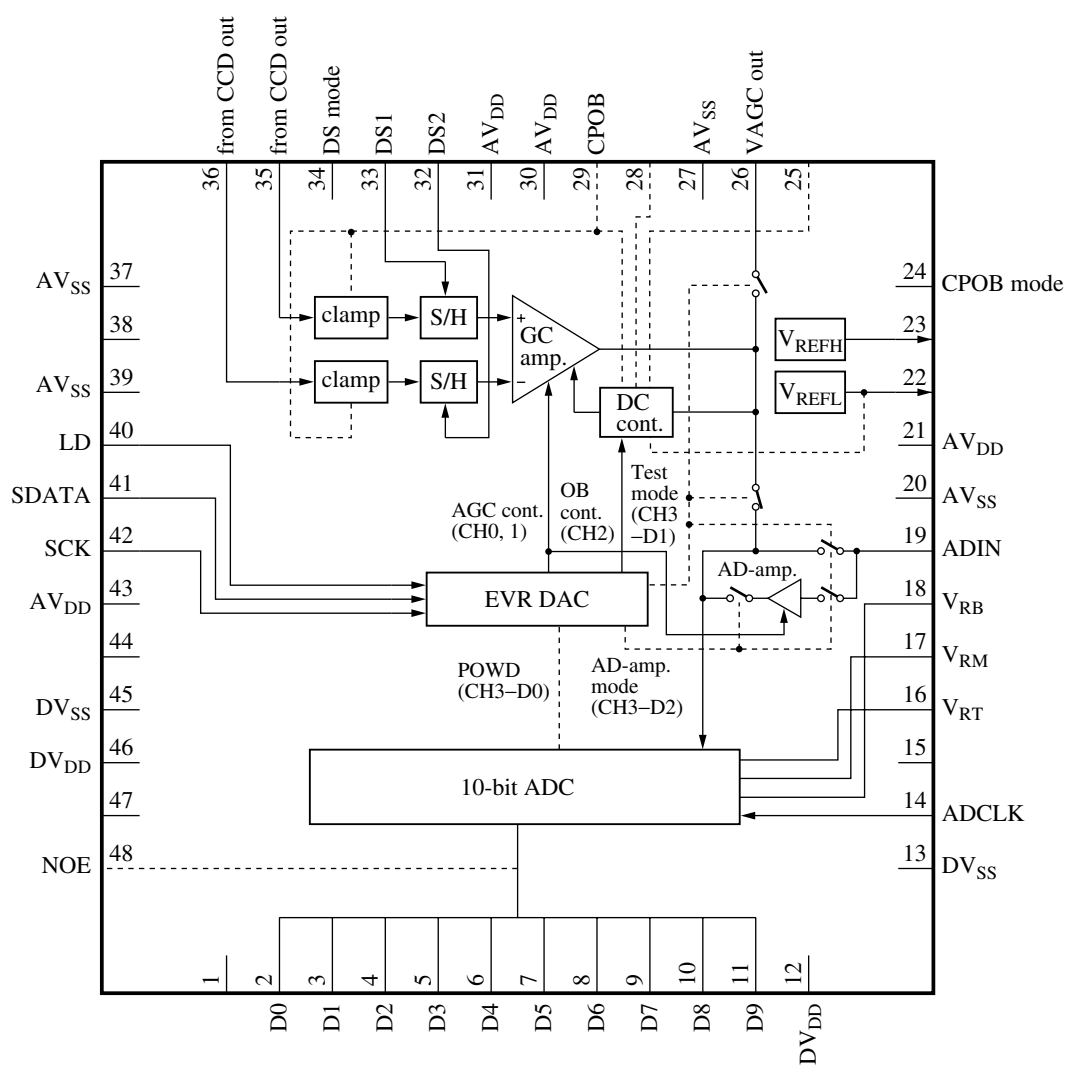 from CCD out
from CCD out
DS mode
DS1
DS2
AVDD
AVDD
CPOB
AVSS
VAGC out
36
35
34
33
32
31
30
29
28
27
26
25
AVSS
37
38
AVSS
39
LD
40
SDATA
41
SCK
42
AVDD
43
44
DVSS
45
DVDD
46
47
NOE
48
clamp
S/H
clamp
S/H
+
GC
amp.
−
DC
cont.
VREFH
VREFL
AGC cont.
(CH0, 1)
OB
cont.
(CH2)
Test
mode
(CH3
−D1)
EVR DAC
AD-amp.
POWD
(CH3−D0)
AD-amp.
mode
(CH3−D2)
10-bit ADC
24
CPOB mode
23
22
21
AVDD
20
AVSS
19
ADIN
18
VRB
17
VRM
16
VRT
15
14
ADCLK
13
DVSS
1
2
3
4
5
6
7
8
9
10
11
12
D0
D1
D2
D3
D4
D5
D6
D7
D8
D9
DVDD